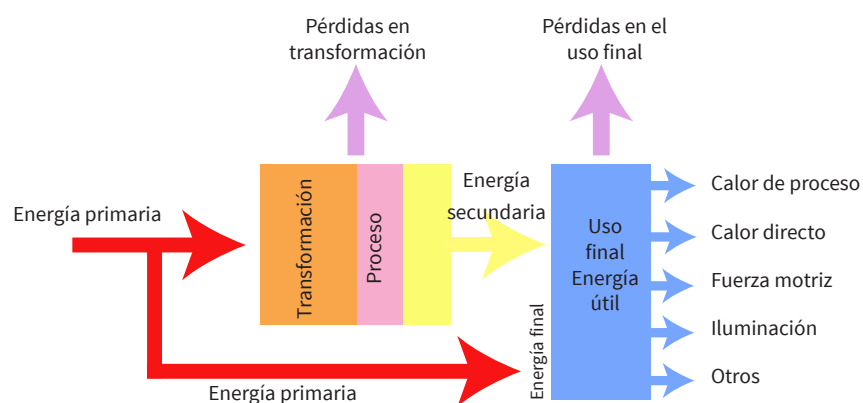 Pérdidas en
transformación
Pérdidas en el
uso final
Energía primaria
Transformación
Proceso
Energía
secundaria
Uso
final
Energía
útil
Energía final
Energía primaria
Calor de proceso
Calor directo
Fuerza motriz
Iluminación
Otros